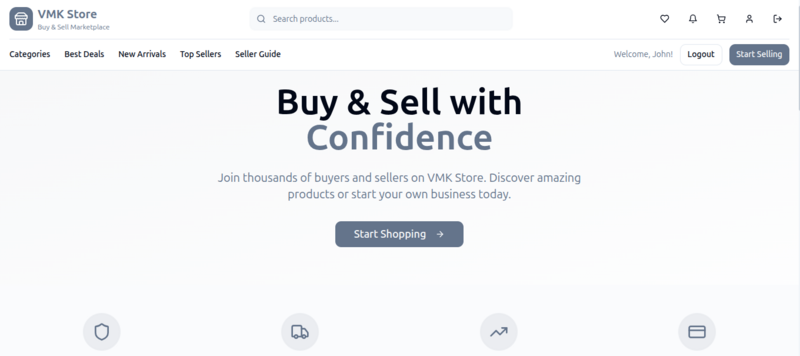 VMK Store
Buy & Sell Marketplace
Search products...
Categories
Best Deals
New Arrivals
Top Sellers
Seller Guide
Welcome, John!
Logout
Start Selling
Buy & Sell with
Confidence
Join thousands of buyers and sellers on VMK Store. Discover amazing
products or start your own business today.
Start Shopping